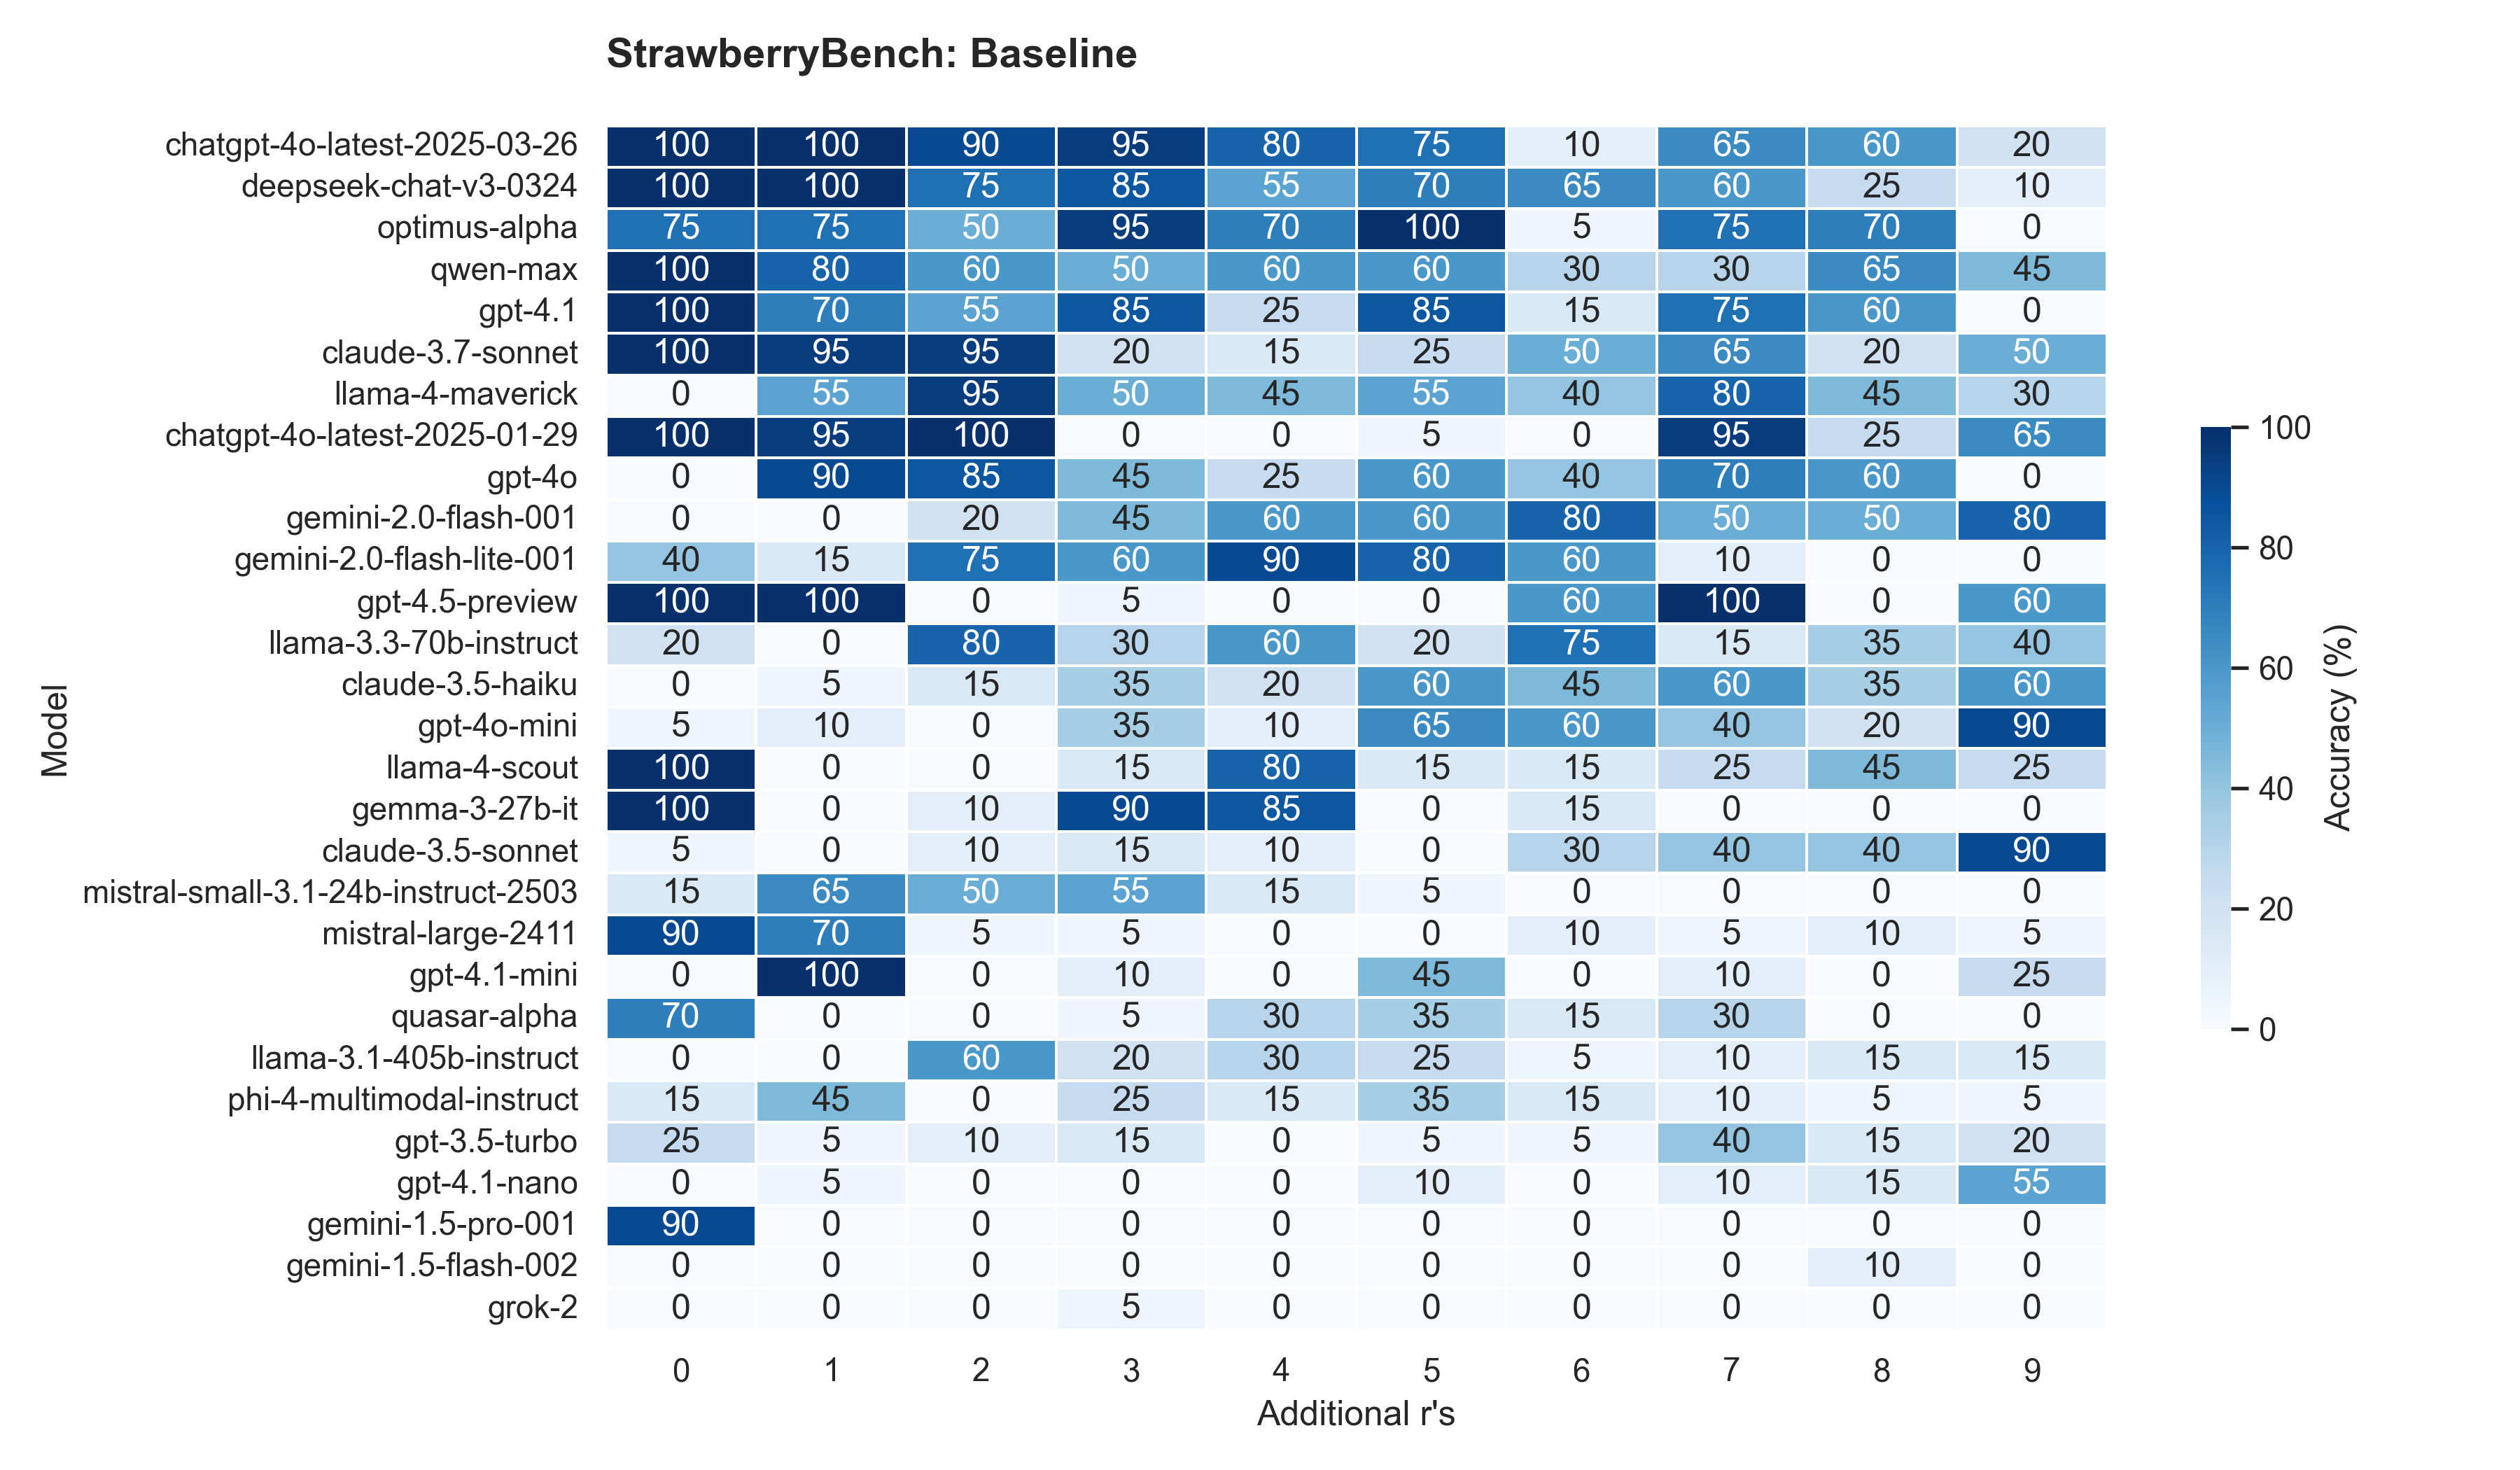 StrawberryBench: Baseline
chatgpt-4o-latest-2025-03-26 100 100 90 95 80 75 10 65 60 20
deepseek-chat-v3-0324 100 100 75 85 55 70 65 60 25 10
optimus-alpha 75 75 50 95 70 100 5 75 70 0
qwen-max 100 80 60 50 60 60 30 30 65 45
gpt-4.1 100 70 55 85 25 85 15 75 60 0
claude-3.7-sonnet 100 95 95 20 15 25 50 65 20 50
llama-4-maverick 0 55 95 50 45 55 40 80 45 30
chatgpt-4o-latest-2025-01-29 100 95 100 0 0 5 0 95 25 65
gpt-4o 0 90 85 45 25 60 40 70 60 0
gemini-2.0-flash-001 0 0 20 45 60 60 80 50 50 80
gemini-2.0-flash-lite-001 40 15 75 60 90 80 60 10 0 0
gpt-4.5-preview 100 100 0 5 0 0 60 100 0 60
llama-3.3-70b-instruct 20 0 80 30 60 20 75 15 35 40
claude-3.5-haiku 0 5 15 35 20 60 45 60 35 60
gpt-4o-mini 5 10 0 35 10 65 60 40 20 90
llama-4-scout 100 0 0 15 80 15 15 25 45 25
gemma-3-27b-it 100 0 10 90 85 0 15 0 0 0
claude-3.5-sonnet 5 0 10 15 10 0 30 40 40 90
mistral-small-3.1-24b-instruct-2503 15 65 50 55 15 5 0 0 0 0
mistral-large-2411 90 70 5 5 0 0 10 5 10 5
gpt-4.1-mini 0 100 0 10 0 45 0 10 0 25
quasar-alpha 70 0 0 5 30 35 15 30 0 0
llama-3.1-405b-instruct 0 0 60 20 30 25 5 10 15 15
phi-4-multimodal-instruct 15 45 0 25 15 35 15 10 5 5
gpt-3.5-turbo 25 5 10 15 0 5 5 40 15 20
gpt-4.1-nano 0 5 0 0 0 10 0 10 15 55
gemini-1.5-pro-001 90 0 0 0 0 0 0 0 0 0
gemini-1.5-flash-002 0 0 0 0 0 0 0 0 10 0
grok-2 0 0 0 5 0 0 0 0 0 0
0 1 2 3 4 5 6 7 8 9
Additional r's
Model
100
80
60
40
20
0
Accuracy (%)